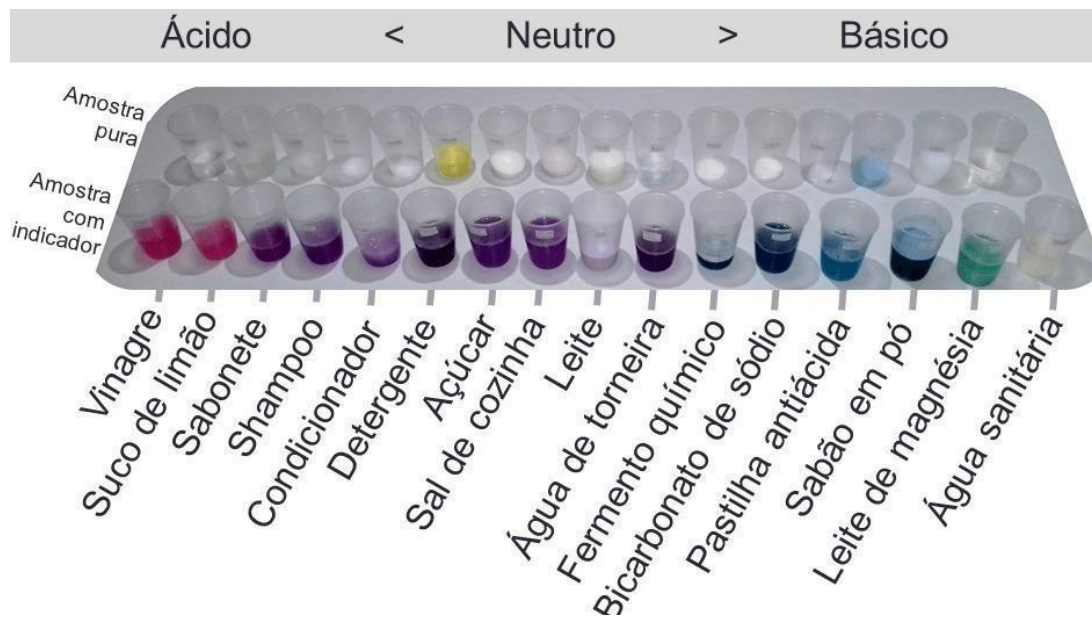 Ácido < Neutro > Básico
Amostra
pura
Amostra
com
indicador
Vinagre
Suco de limão
Sabonete
Shampoo
Condicionador
Detergente
Açúcar
Sal de cozinha
Leite
Água de torneira
Fermento químico
Bicarbonato de sódio
Pastilha antiácida
Sabão em pó
Leite de magnésia
Água sanitária